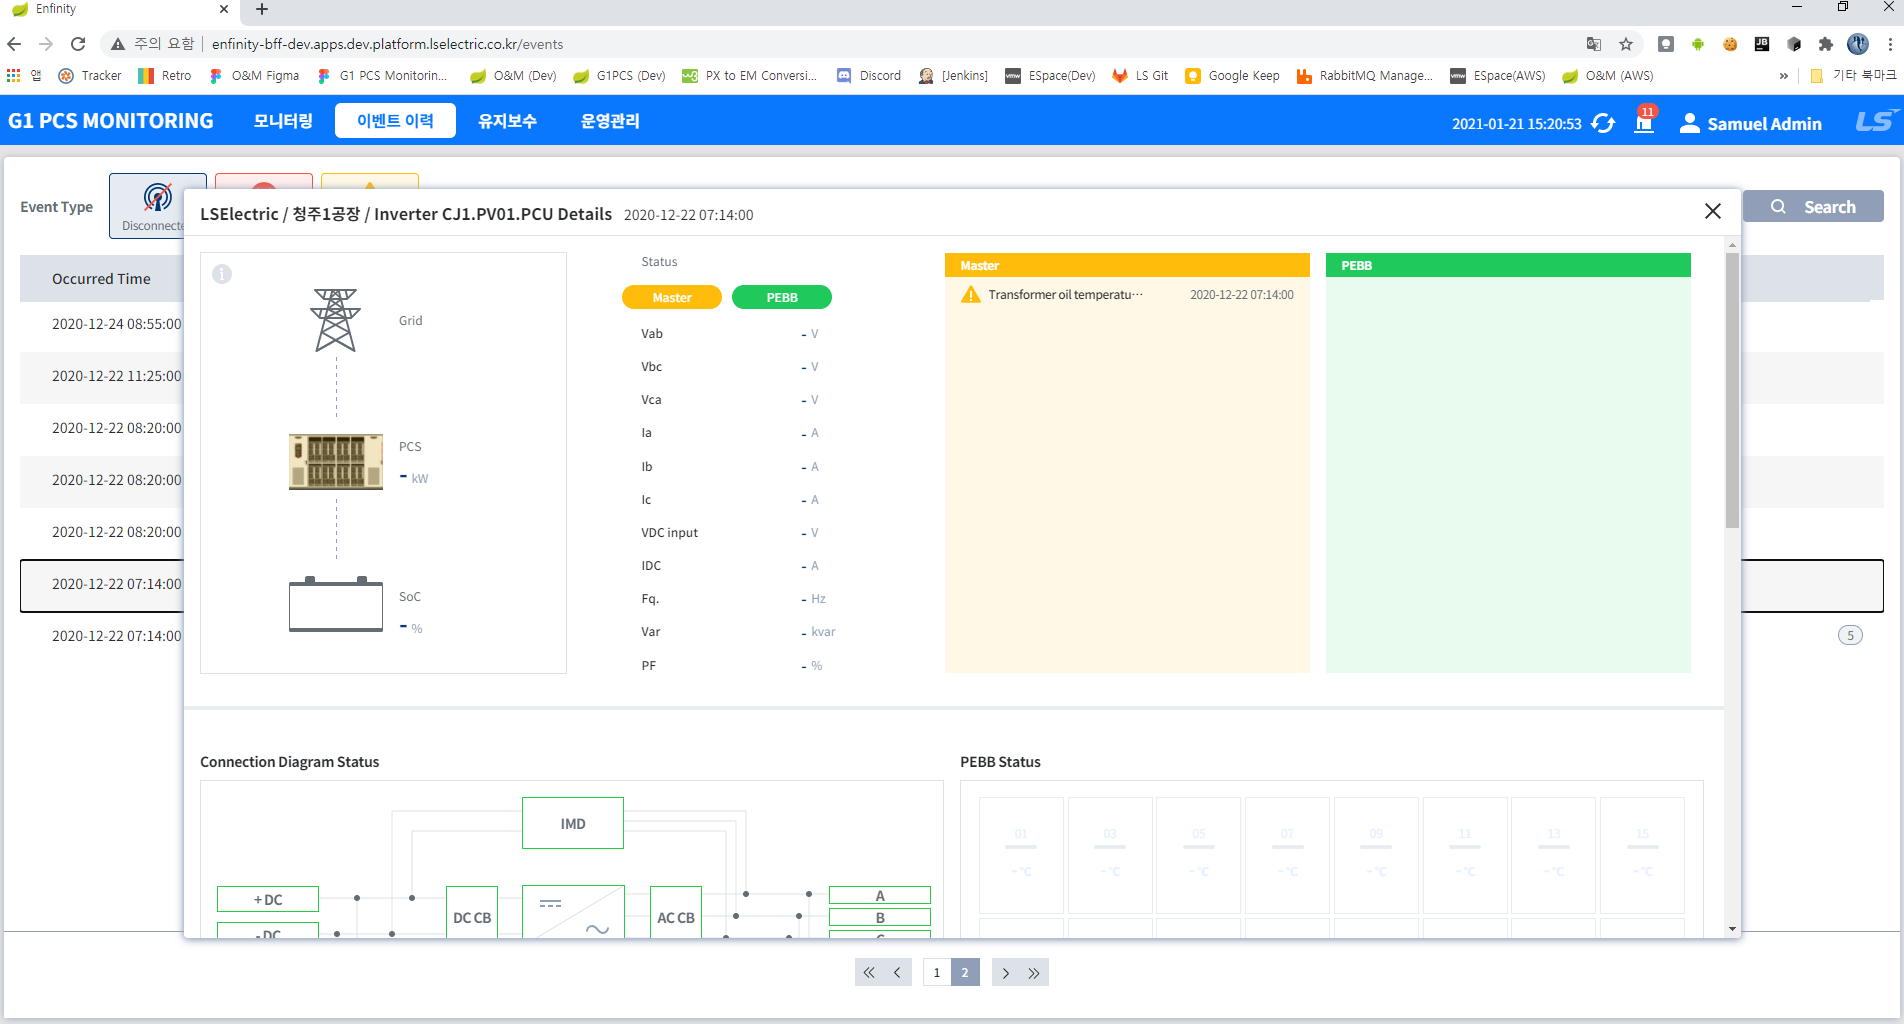 Enfinity
주의 요함 enfinity-bff-dev.apps.dev.platform.lselectric.co.kr/events
앱 Tracker Retro O&M Figma G1 PCS Monitorin... O&M (Dev) G1PCS (Dev) PX to EM Conversi... Discord [Jenkins] ESpace(Dev) LS Git Google Keep RabbitMQ Manage... ESpace(AWS) O&M (AWS) » 기타 북마크
G1 PCS MONITORING 모니터링 이벤트 이력 유지보수 운영관리 2021-01-21 15:20:53 11 Samuel Admin LS
Event Type Disconnecte Search
LSElectric / 청주1공장 / Inverter CJ1.PV01.PCU Details 2020-12-22 07:14:00
Occurred Time
2020-12-24 08:55:00
2020-12-22 11:25:00
2020-12-22 08:20:00
2020-12-22 08:20:00
2020-12-22 08:20:00
2020-12-22 07:14:00
2020-12-22 07:14:00 5
Grid
PCS
- kW
SoC
- %
Status
Master PEBB
Vab - V
Vbc - V
Vca - V
Ia - A
Ib - A
Ic - A
VDC input - V
IDC - A
Fq. - Hz
Var - kvar
PF - %
Master
Transformer oil temperatu··· 2020-12-22 07:14:00
PEBB
Connection Diagram Status
IMD
+ DC
- DC
DC CB
AC CB
A
B
C
PEBB Status
01 03 05 07 09 11 13 15
- °C - °C - °C - °C - °C - °C - °C - °C
« ‹ 1 2 › »